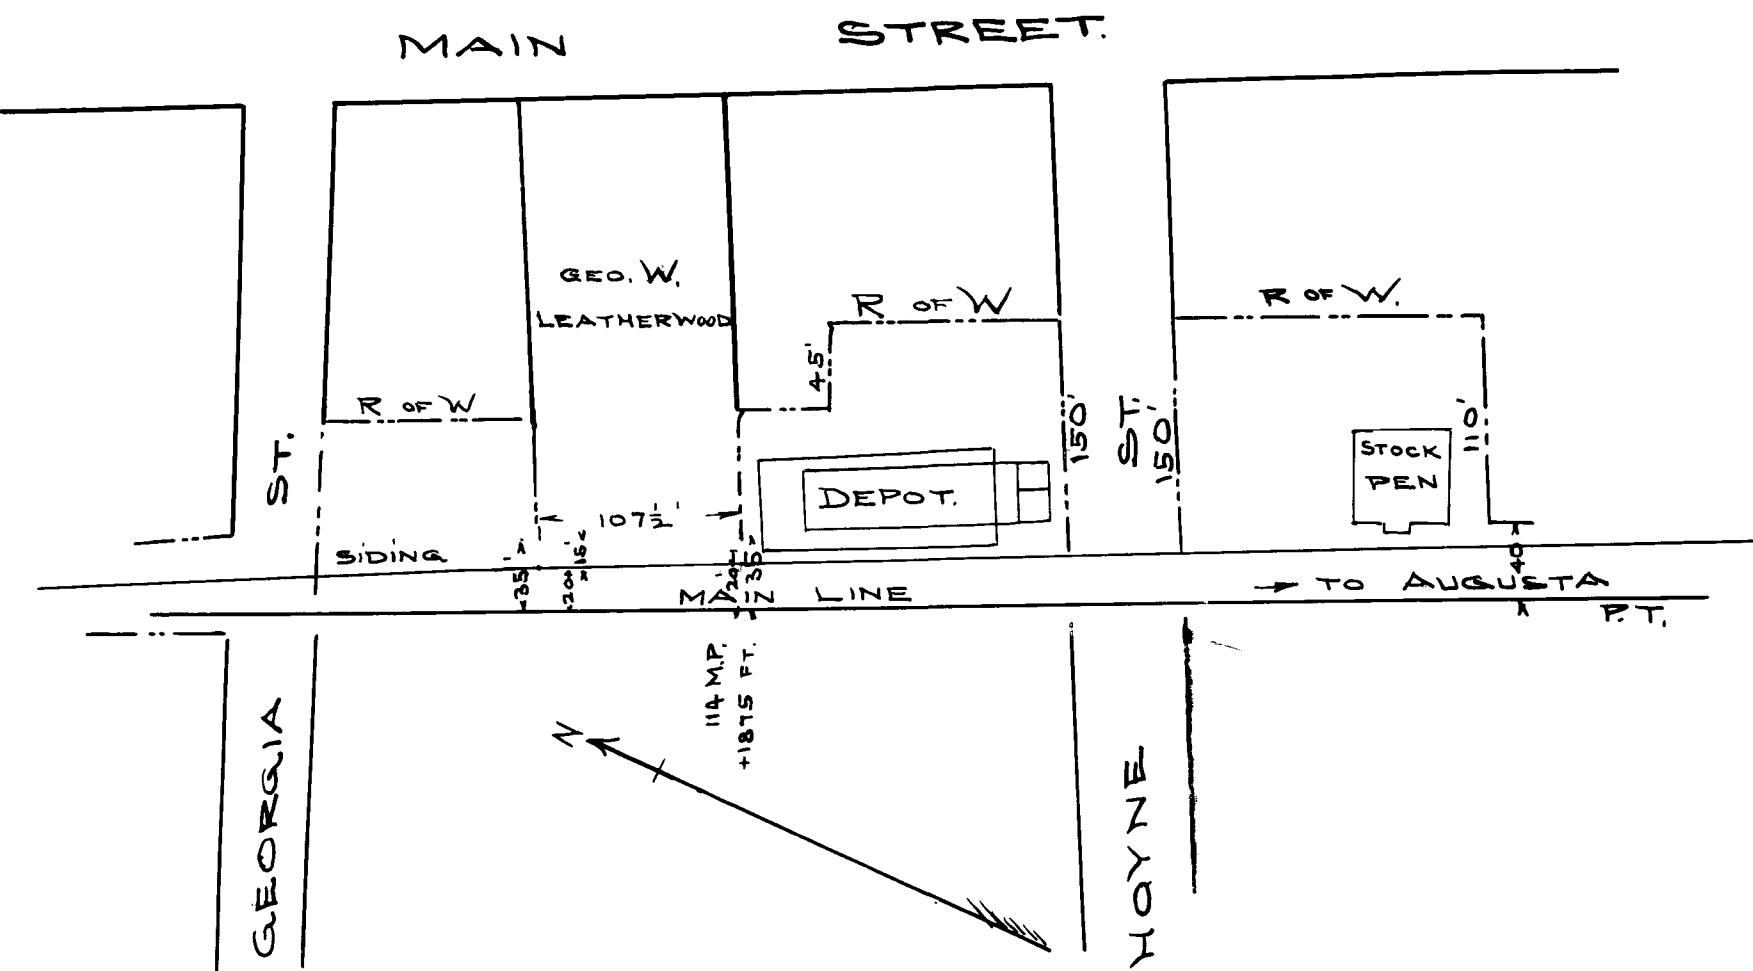 MAIN STREET.
GEO. W.
LEATHERWOOD
R OF W
R OF W.
45'
R OF W
150'
ST.
150'
110'
STOCK
PEN
ST.
DEPOT.
107½'
SIDING
35'
20'
15'
20'
35'
40'
MAIN LINE
TO AUGUSTA
P.T.
114 M.P.
+1875 FT.
N
GEORGIA
HOYNE